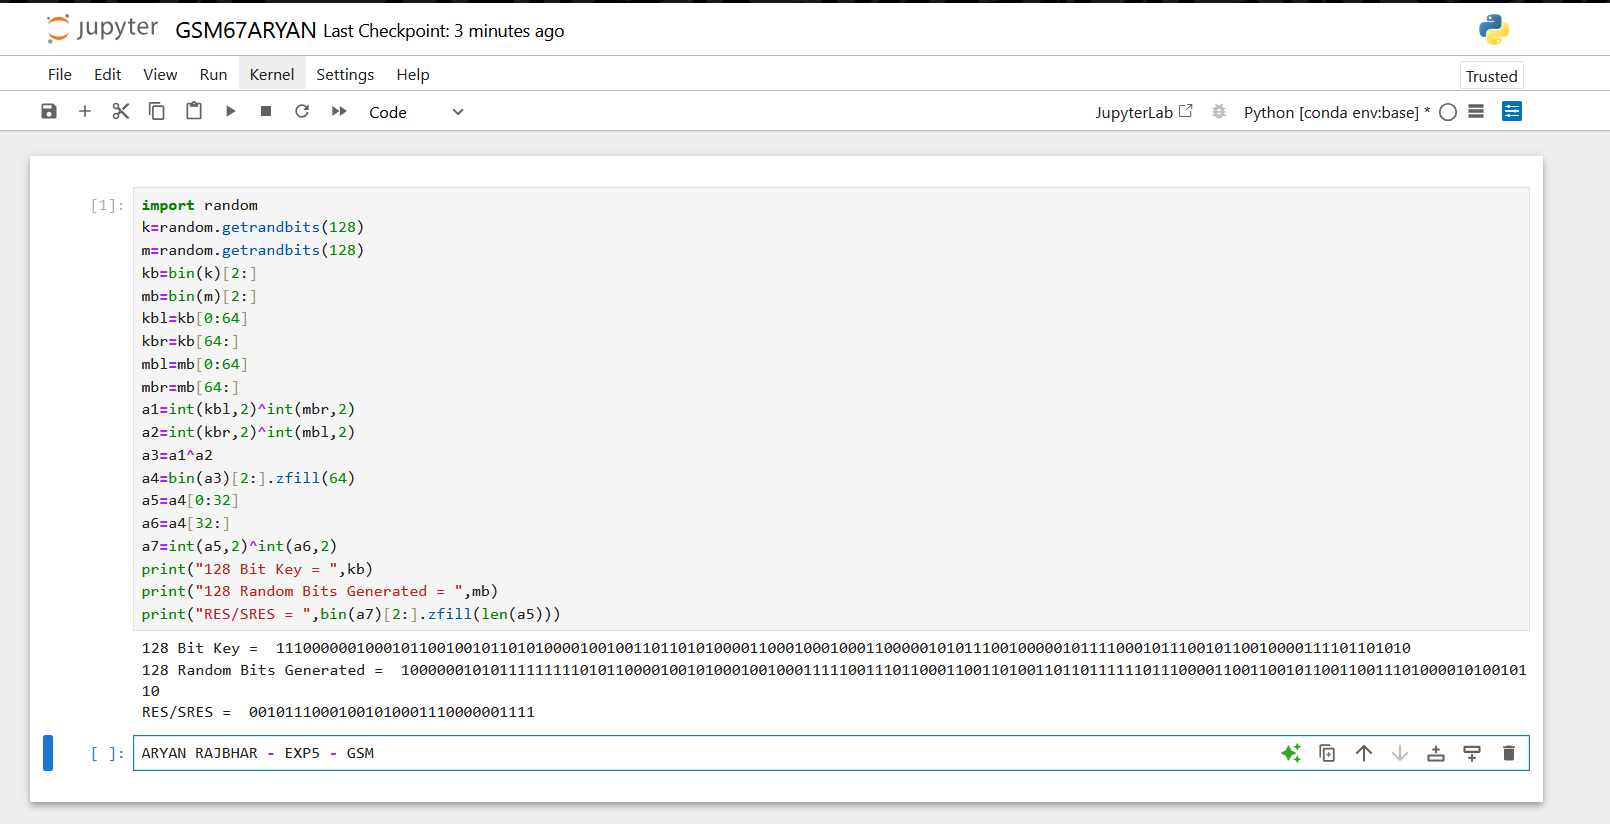 jupyter GSM67ARYAN Last Checkpoint: 3 minutes ago
File Edit View Run Kernel Settings Help
Trusted
Code
JupyterLab
Python [conda env:base] *
[1]:
import random
k=random.getrandbits(128)
m=random.getrandbits(128)
kb=bin(k)[2:]
mb=bin(m)[2:]
kbl=kb[0:64]
kbr=kb[64:]
mbl=mb[0:64]
mbr=mb[64:]
a1=int(kbl,2)^int(mbr,2)
a2=int(kbr,2)^int(mbl,2)
a3=a1^a2
a4=bin(a3)[2:].zfill(64)
a5=a4[0:32]
a6=a4[32:]
a7=int(a5,2)^int(a6,2)
print("128 Bit Key = ",kb)
print("128 Random Bits Generated = ",mb)
print("RES/SRES = ",bin(a7)[2:].zfill(len(a5)))
128 Bit Key =
128 Random Bits Generated =
10
RES/SRES =  00101110001001010001110000001111
[ ]:
ARYAN RAJBHAR - EXP5 - GSM